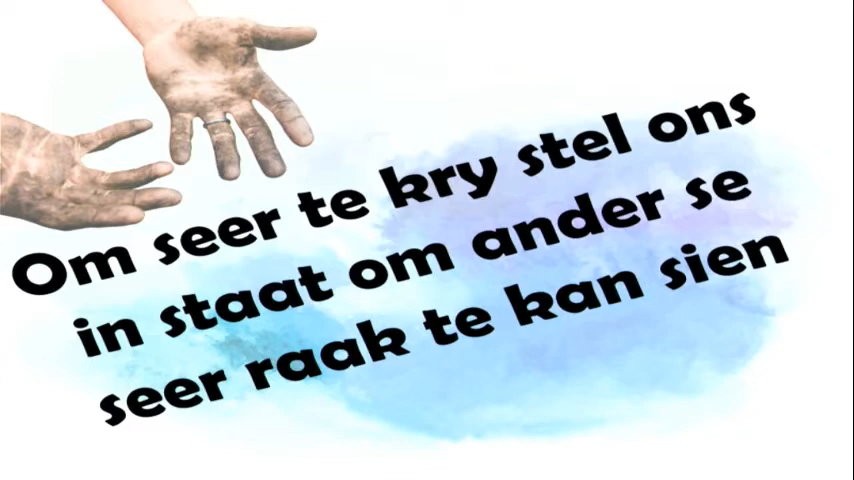 Om seer te kry stel ons
in staat om ander se
seer raak te kan sien